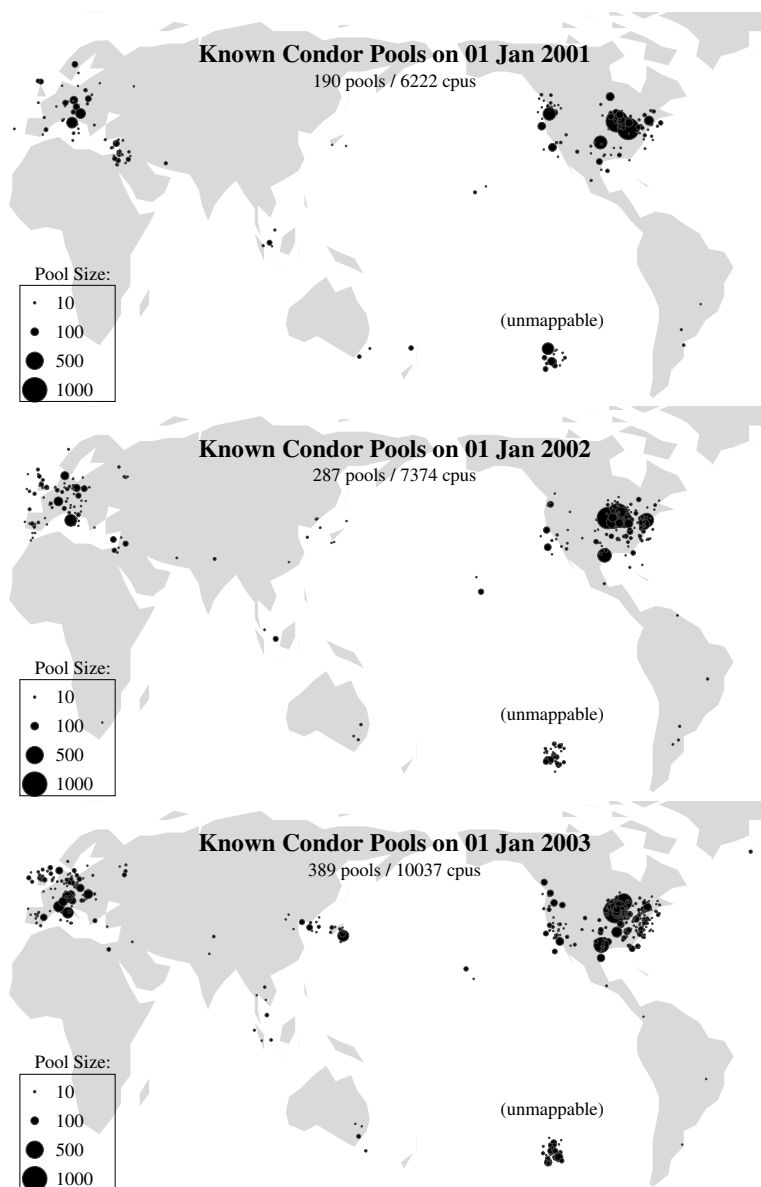 Known Condor Pools on 01 Jan 2001
190 pools / 6222 cpus
Pool Size:
10
100
500
1000
(unmappable)
Known Condor Pools on 01 Jan 2002
287 pools / 7374 cpus
Pool Size:
10
100
500
1000
(unmappable)
Known Condor Pools on 01 Jan 2003
389 pools / 10037 cpus
Pool Size:
10
100
500
1000
(unmappable)